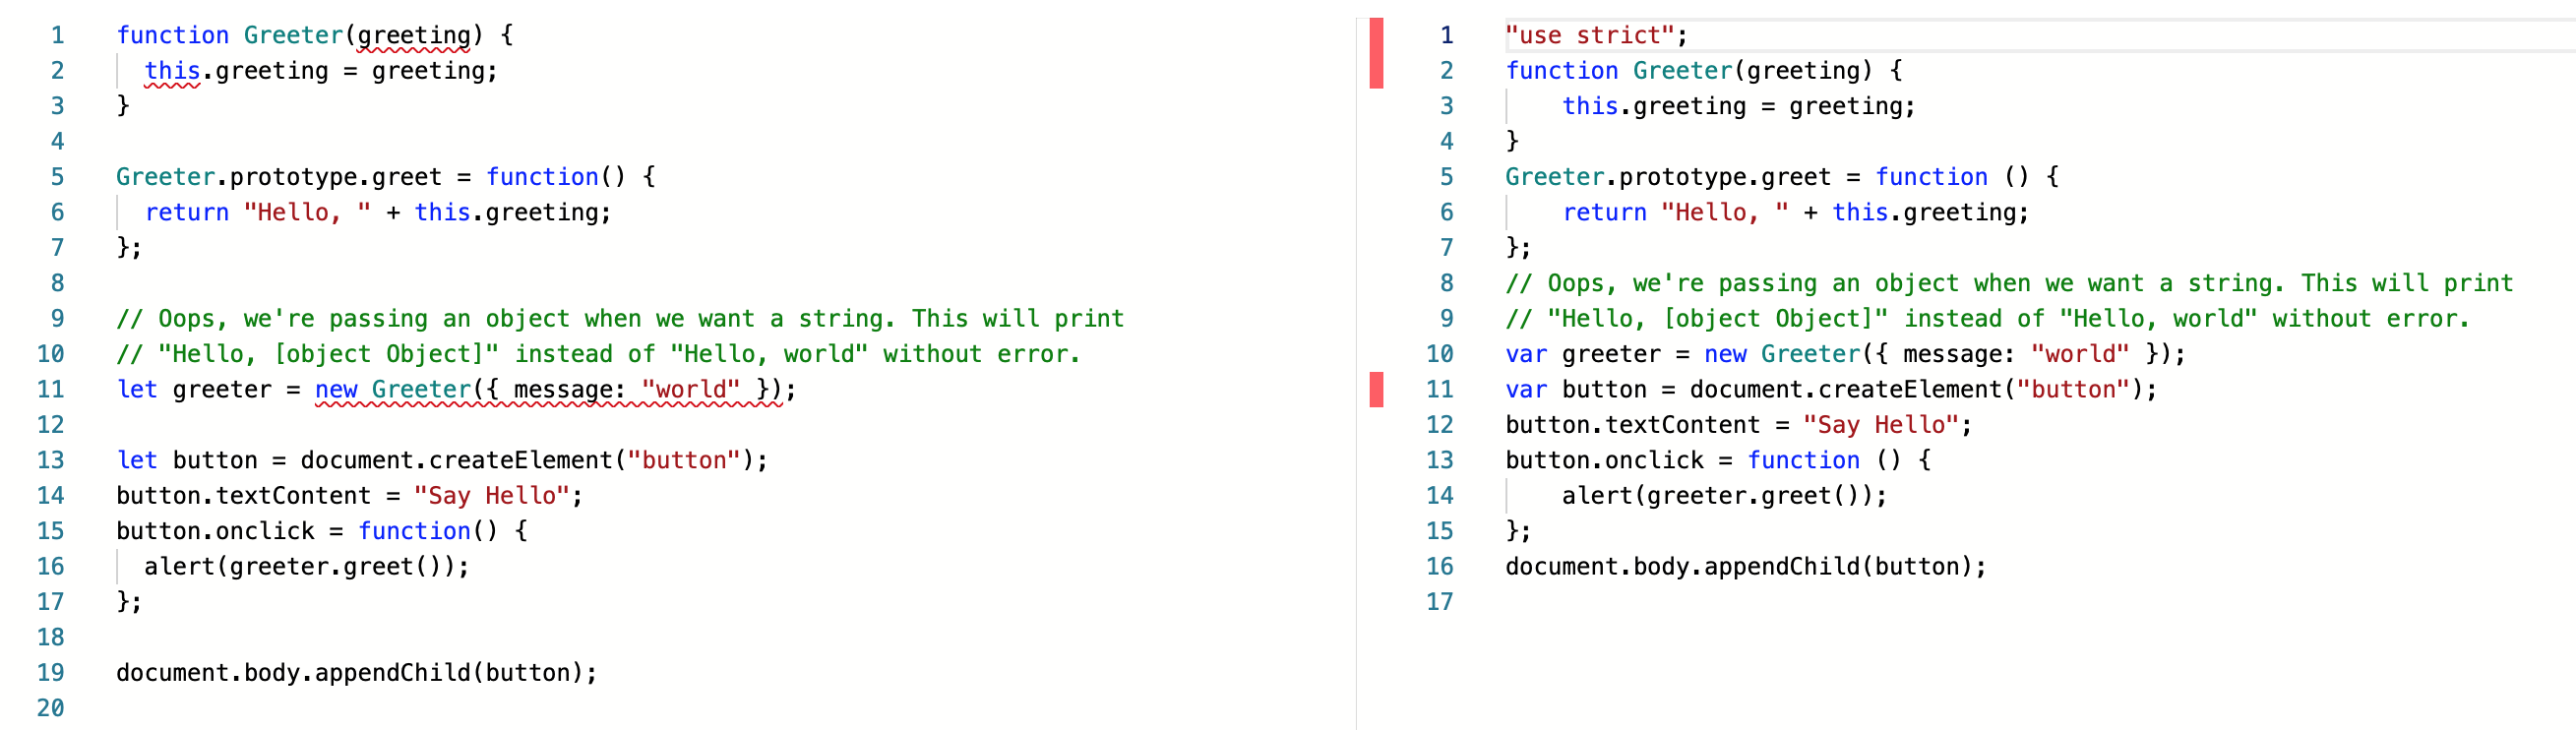 1 function Greeter(greeting) {
2   this.greeting = greeting;
3 }
4
5 Greeter.prototype.greet = function() {
6   return "Hello, " + this.greeting;
7 };
8
9 // Oops, we're passing an object when we want a string. This will print
10 // "Hello, [object Object]" instead of "Hello, world" without error.
11 let greeter = new Greeter({ message: "world" });
12
13 let button = document.createElement("button");
14 button.textContent = "Say Hello";
15 button.onclick = function() {
16   alert(greeter.greet());
17 };
18
19 document.body.appendChild(button);
20
1 "use strict";
2 function Greeter(greeting) {
3     this.greeting = greeting;
4 }
5 Greeter.prototype.greet = function () {
6     return "Hello, " + this.greeting;
7 };
8 // Oops, we're passing an object when we want a string. This will print
9 // "Hello, [object Object]" instead of "Hello, world" without error.
10 var greeter = new Greeter({ message: "world" });
11 var button = document.createElement("button");
12 button.textContent = "Say Hello";
13 button.onclick = function () {
14     alert(greeter.greet());
15 };
16 document.body.appendChild(button);
17